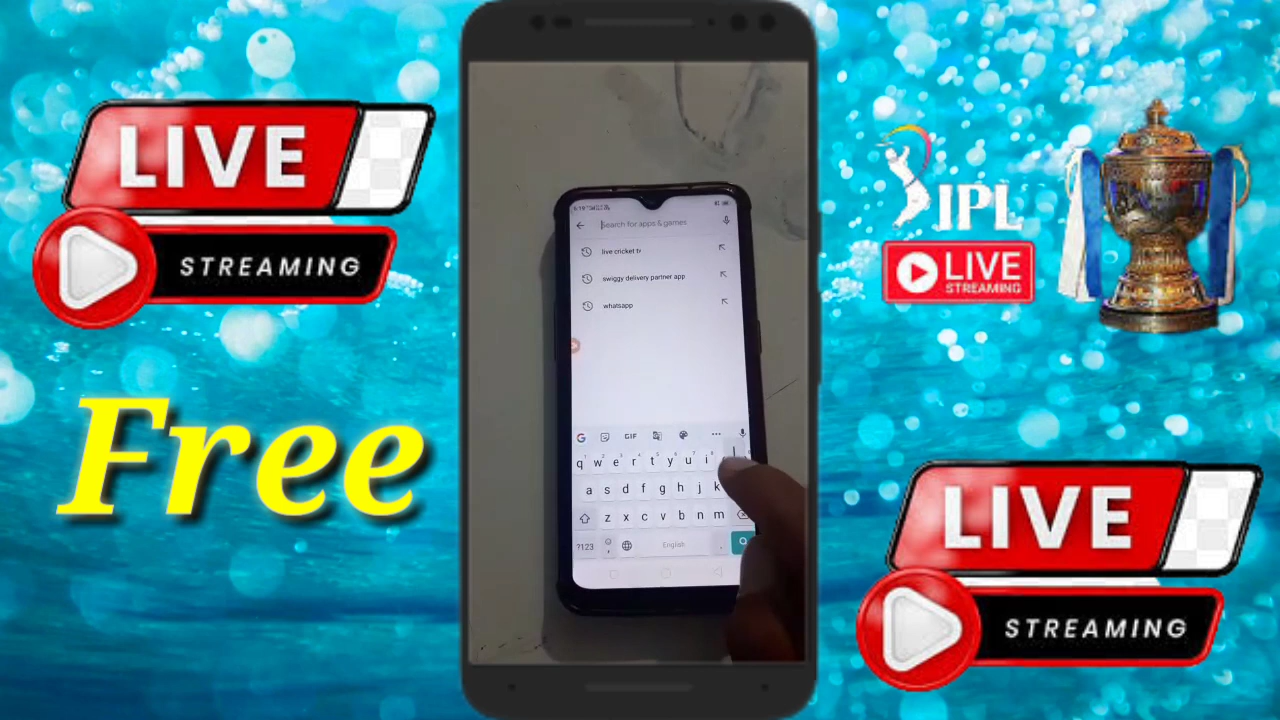 LIVE
STREAMING
Free
Search for apps & games
live cricket tv
swiggy delivery partner app
whatsapp
GIF
q w e r t y u i
a s d f g h j k
z x c v b n m
?123
English
IPL
LIVE
STREAMING
LIVE
STREAMING